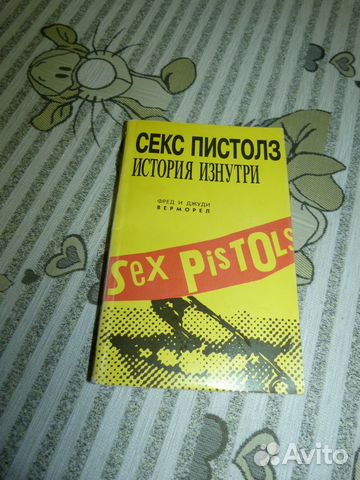 СЕКС ПИСТОЛЗ
ИСТОРИЯ ИЗНУТРИ
ФРЕД И ДЖУДИ
ВЕРМОРЕЛ
Sex PiSTOLS
Avito